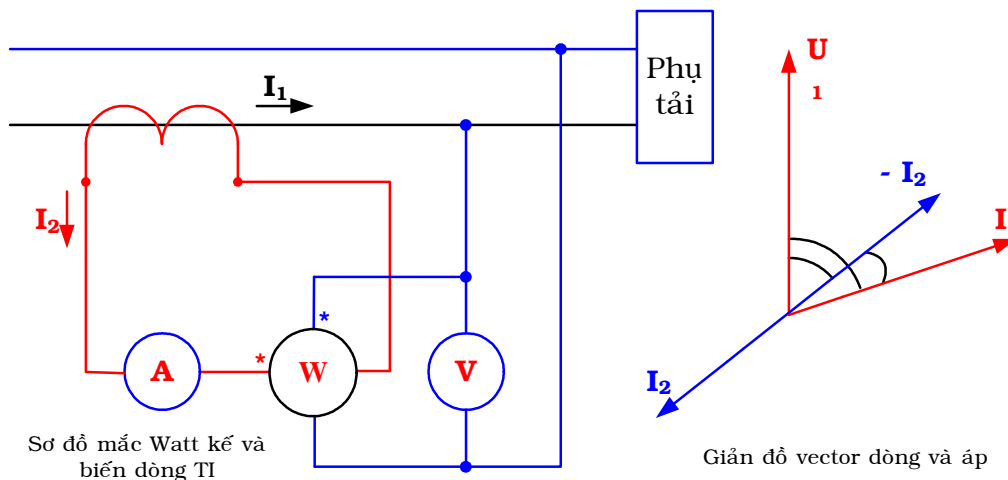 I₁
Phụ
tải
I₂
*
*
A
W
V
Sơ đồ mắc Watt kế và
biến dòng TI
U
1
- I₂
I
I₂
Giản đồ vector dòng và áp